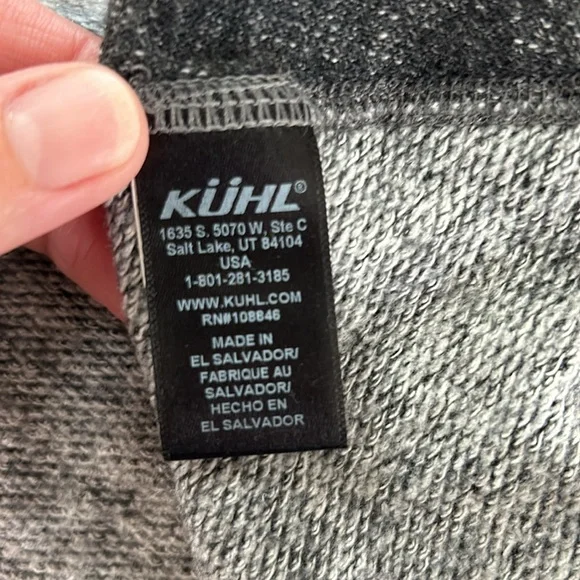 KÜHL®
1635 S. 5070 W, Ste C
Salt Lake, UT 84104
USA
1-801-281-3185
WWW.KUHL.COM
RN#108846
MADE IN
EL SALVADOR/
FABRIQUE AU
SALVADOR/
HECHO EN
EL SALVADOR